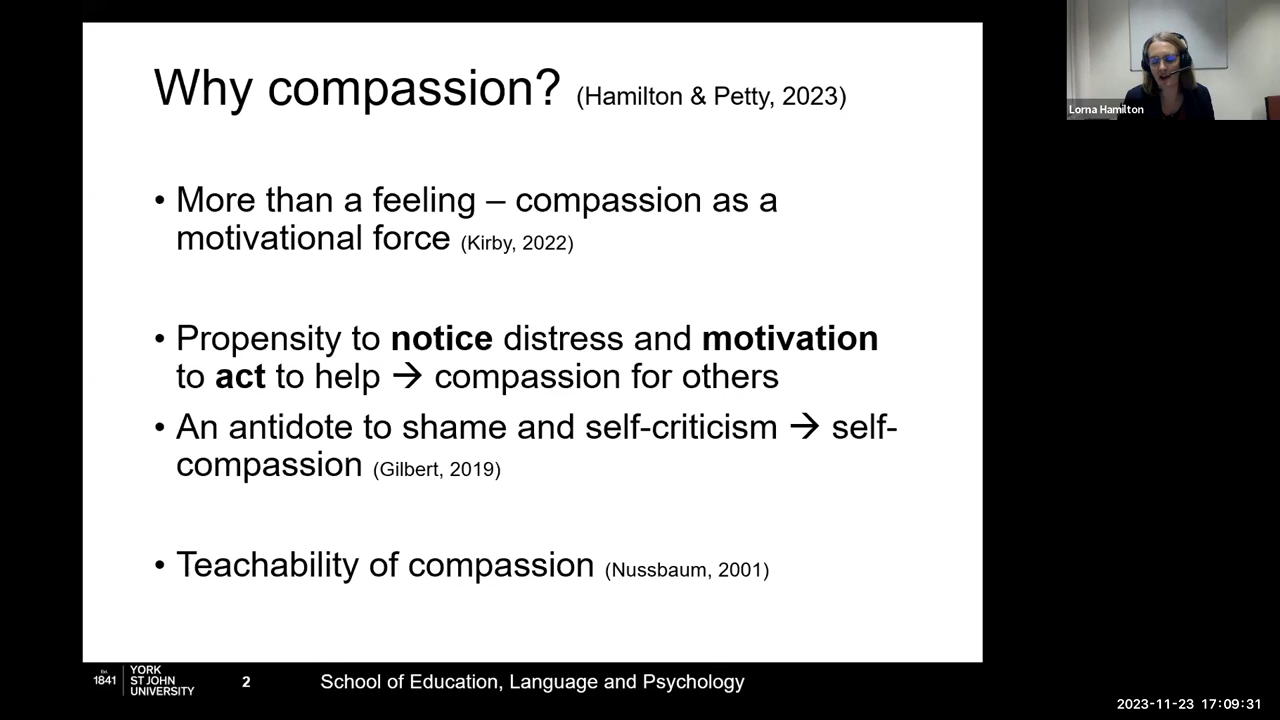 Why compassion? (Hamilton & Petty, 2023)
• More than a feeling – compassion as a
motivational force (Kirby, 2022)
• Propensity to notice distress and motivation
to act to help → compassion for others
• An antidote to shame and self-criticism → self-
compassion (Gilbert, 2019)
• Teachability of compassion (Nussbaum, 2001)
Est.
1841
YORK
ST JOHN
UNIVERSITY
2
School of Education, Language and Psychology
Lorna Hamilton
2023-11-23 17:09:31